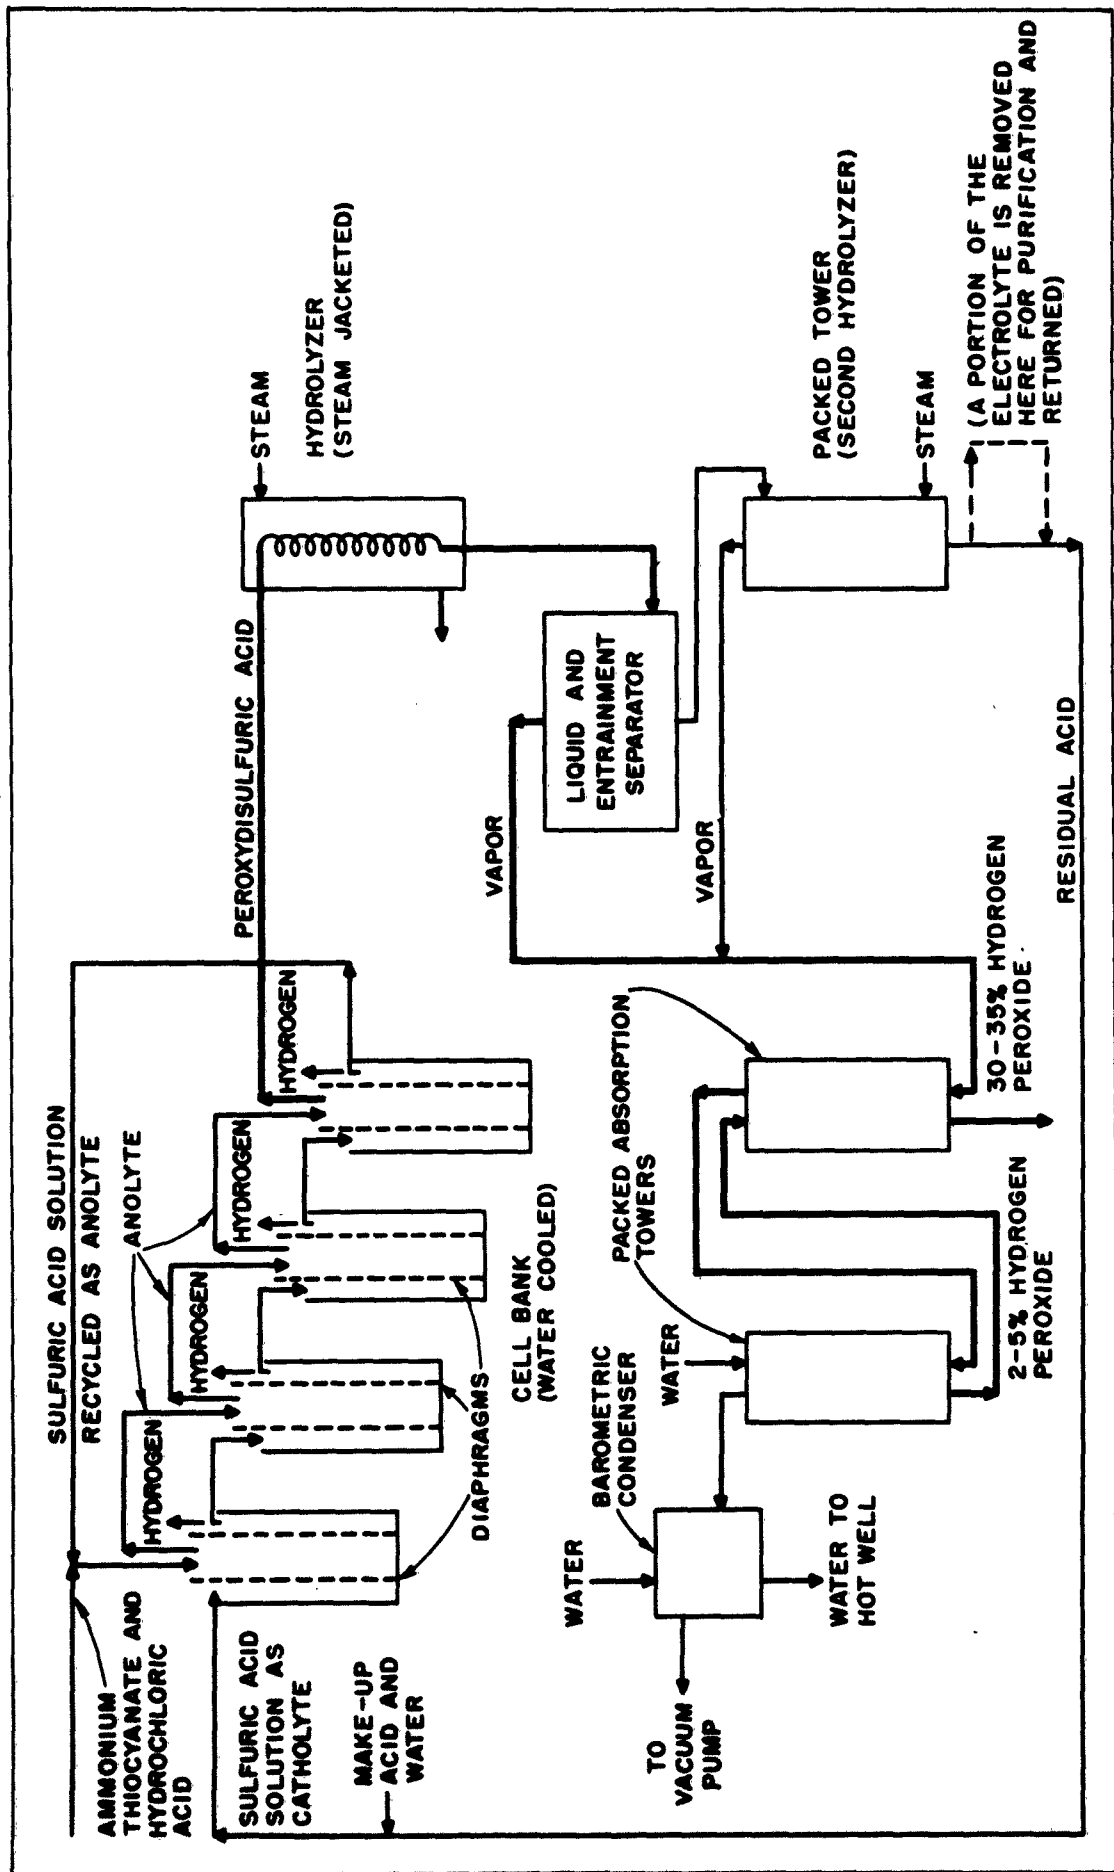 AMMONIUM
THIOCYANATE AND
HYDROCHLORIC
ACID
SULFURIC ACID SOLUTION
RECYCLED AS ANOLYTE
ANOLYTE
SULFURIC ACID
SOLUTION AS
CATHOLYTE
MAKE-UP
ACID AND
WATER
HYDROGEN
HYDROGEN
HYDROGEN
HYDROGEN
PEROXYDISULFURIC ACID
STEAM
HYDROLYZER
(STEAM JACKETED)
DIAPHRAGMS
CELL BANK
(WATER COOLED)
VAPOR
LIQUID AND
ENTRAINMENT
SEPARATOR
WATER
BAROMETRIC
CONDENSER
WATER
PACKED ABSORPTION
TOWERS
VAPOR
PACKED TOWER
(SECOND HYDROLYZER)
STEAM
TO
VACUUM
PUMP
WATER TO
HOT WELL
2-5% HYDROGEN
PEROXIDE
30-35% HYDROGEN
PEROXIDE
RESIDUAL ACID
(A PORTION OF THE
ELECTROLYTE IS REMOVED
HERE FOR PURIFICATION AND
RETURNED)